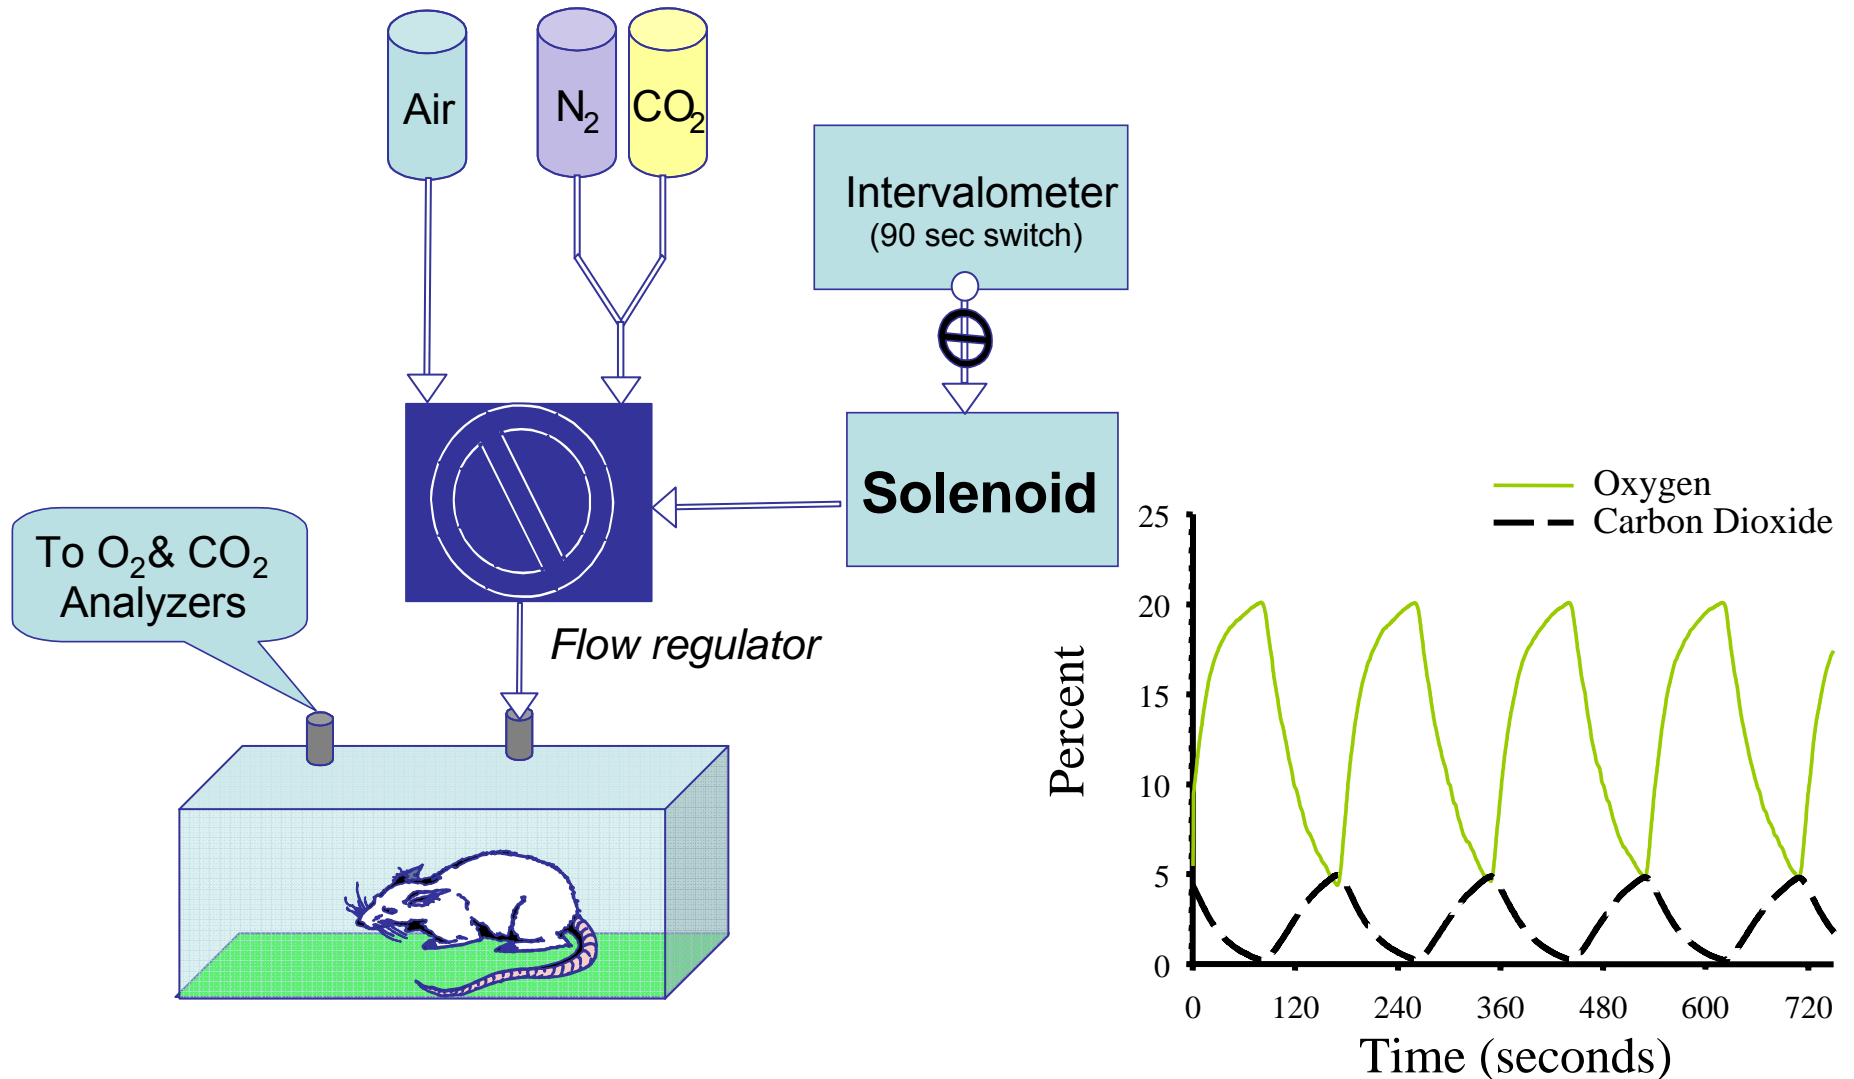 Air
N₂
CO₂
Intervalometer
(90 sec switch)
Solenoid
To O₂& CO₂
Analyzers
Flow regulator
Oxygen
Carbon Dioxide
Percent
25
20
15
10
5
0
0 120 240 360 480 600 720
Time (seconds)